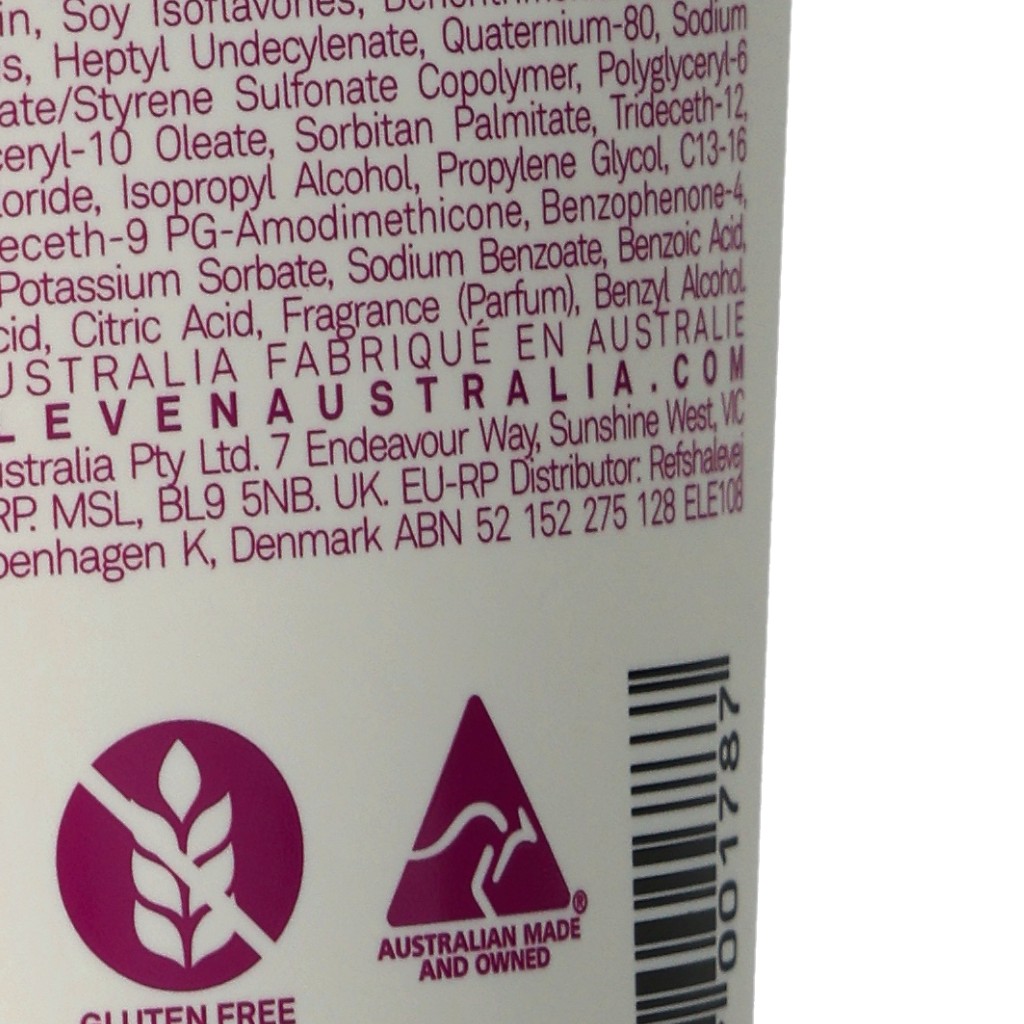 in, Soy Isoflavones,
s, Heptyl Undecylenate, Quaternium-80, Sodium
ate/Styrene Sulfonate Copolymer, Polyglyceryl-6
ceryl-10 Oleate, Sorbitan Palmitate, Trideceth-12,
loride, Isopropyl Alcohol, Propylene Glycol, C13-16
eceth-9 PG-Amodimethicone, Benzophenone-4,
Potassium Sorbate, Sodium Benzoate, Benzoic Acid,
cid, Citric Acid, Fragrance (Parfum), Benzyl Alcohol.
USTRALIA FABRIQUÉ EN AUSTRALIE
LEVENAUSTRALIA.COM
ustralia Pty Ltd. 7 Endeavour Way, Sunshine West, VIC
RP. MSL, BL9 5NB. UK. EU-RP Distributor: Refshalevej
penhagen K, Denmark ABN 52 152 275 128 ELE108
GLUTEN FREE
AUSTRALIAN MADE
AND OWNED
®
001787